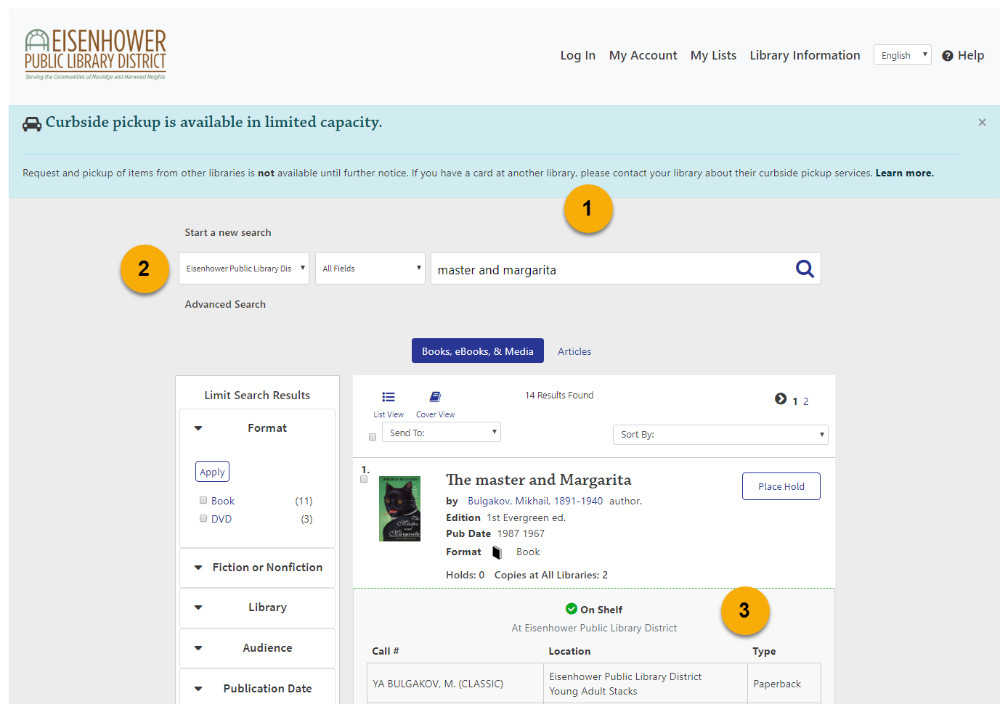 EISENHOWER
PUBLIC LIBRARY DISTRICT
Serving the Communities of Norridge and Harwood Heights
Log In My Account My Lists Library Information English Help
Curbside pickup is available in limited capacity. ×
Request and pickup of items from other libraries is not available until further notice. If you have a card at another library, please contact your library about their curbside pickup services. Learn more.
1
Start a new search
2 Eisenhower Public Library Dis All Fields master and margarita
Advanced Search
Books, eBooks, & Media Articles
Limit Search Results
Format
Apply
Book (11)
DVD (3)
Fiction or Nonfiction
Library
Audience
Publication Date
List View Cover View 14 Results Found 1 2
Send To: Sort By:
1.
MIKHAIL BULGAKOV
The
Master
and
Margarita
The master and Margarita Place Hold
by Bulgakov, Mikhail, 1891-1940 author.
Edition 1st Evergreen ed.
Pub Date 1987 1967
Format Book
Holds: 0 Copies at All Libraries: 2
On Shelf 3
At Eisenhower Public Library District
Call # Location Type
YA BULGAKOV, M. (CLASSIC) Eisenhower Public Library District Paperback
Young Adult Stacks